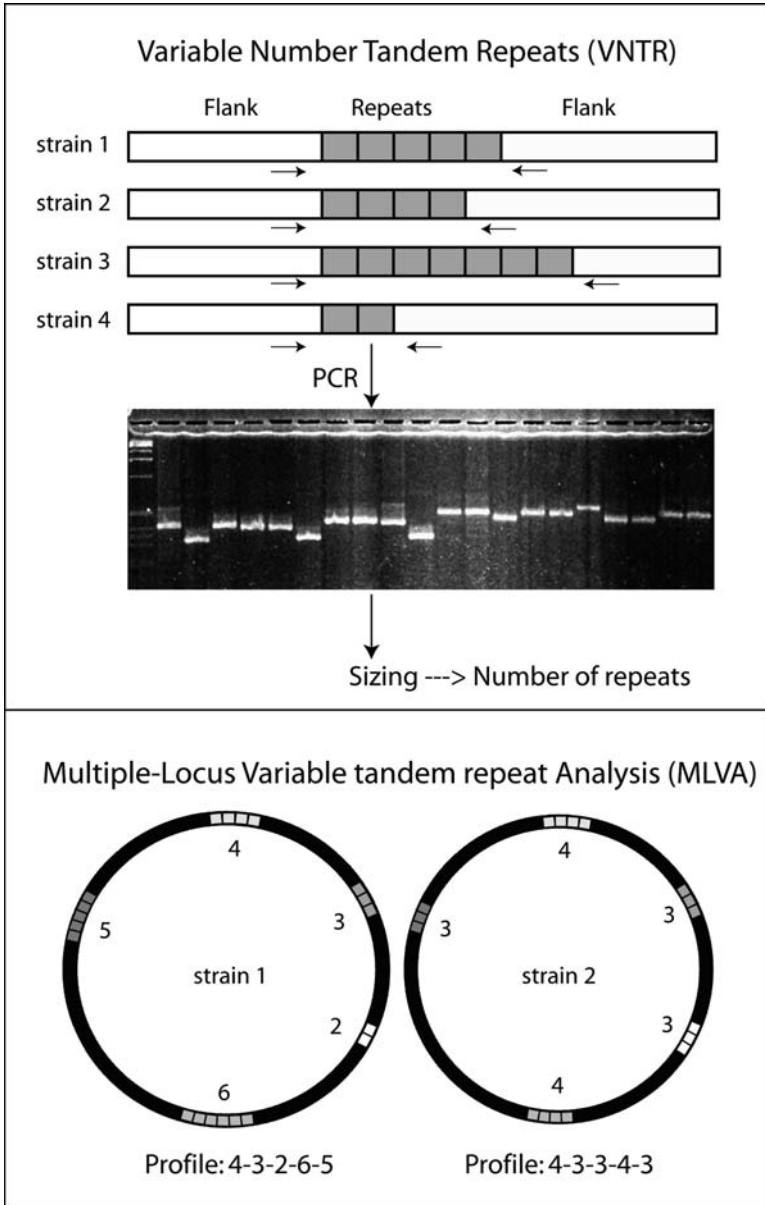 Variable Number Tandem Repeats (VNTR)
Flank Repeats Flank
strain 1
strain 2
strain 3
strain 4
PCR
Sizing ---> Number of repeats
Multiple-Locus Variable tandem repeat Analysis (MLVA)
4 4
5 3 3 3
strain 1 strain 2
2 3
6 4
Profile: 4-3-2-6-5 Profile: 4-3-3-4-3